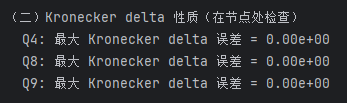 （二）Kronecker delta 性质（在节点处检查）
Q4: 最大 Kronecker delta 误差 = 0.00e+00
Q8: 最大 Kronecker delta 误差 = 0.00e+00
Q9: 最大 Kronecker delta 误差 = 0.00e+00